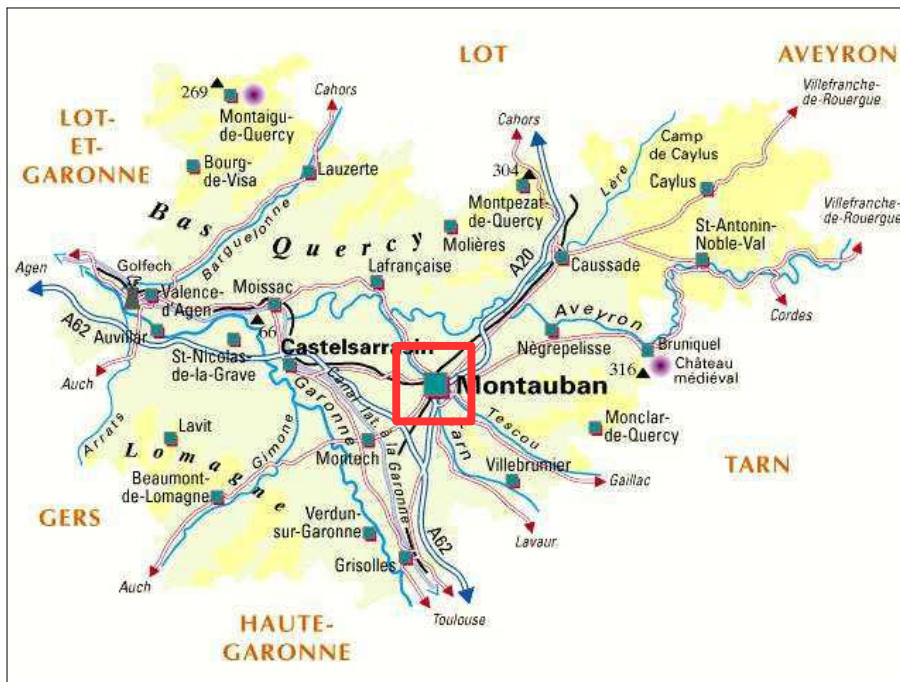 LOT
AVEYRON
Villefranche-
de-Rouergue
269
Montaigu-
de-Quercy
Cahors
Cahors
LOT-
ET-
GARONNE
Bourg-
de-Visa
Lauzerte
304
Montpezat-
de-Quercy
Lère
Camp
de Caylus
Caylus
Bas
Quercy
Barguelonne
Molières
St-Antonin-
Noble-Val
Villefranche-
de-Rouergue
Agen
Golfech
Valence-
d'Agen
Moissac
Lafrançaise
A20
Caussade
Cordes
A62
Auvillar
66
St-Nicolas-
de-la-Grave
Castelsarrasin
Aveyron
Nègrepelisse
Bruniquel
316
Château
médiéval
Auch
Arrats
Garonne
Canal lat. à la Garonne
Montauban
Tarn
Tescou
Monclar-
de-Quercy
Lavit
Lomagne
Gimone
Montech
Villebrumier
Gaillac
TARN
Beaumont-
de-Lomagne
GERS
Verdun-
sur-Garonne
A62
Lavaur
Grisolles
Auch
Toulouse
HAUTE-
GARONNE